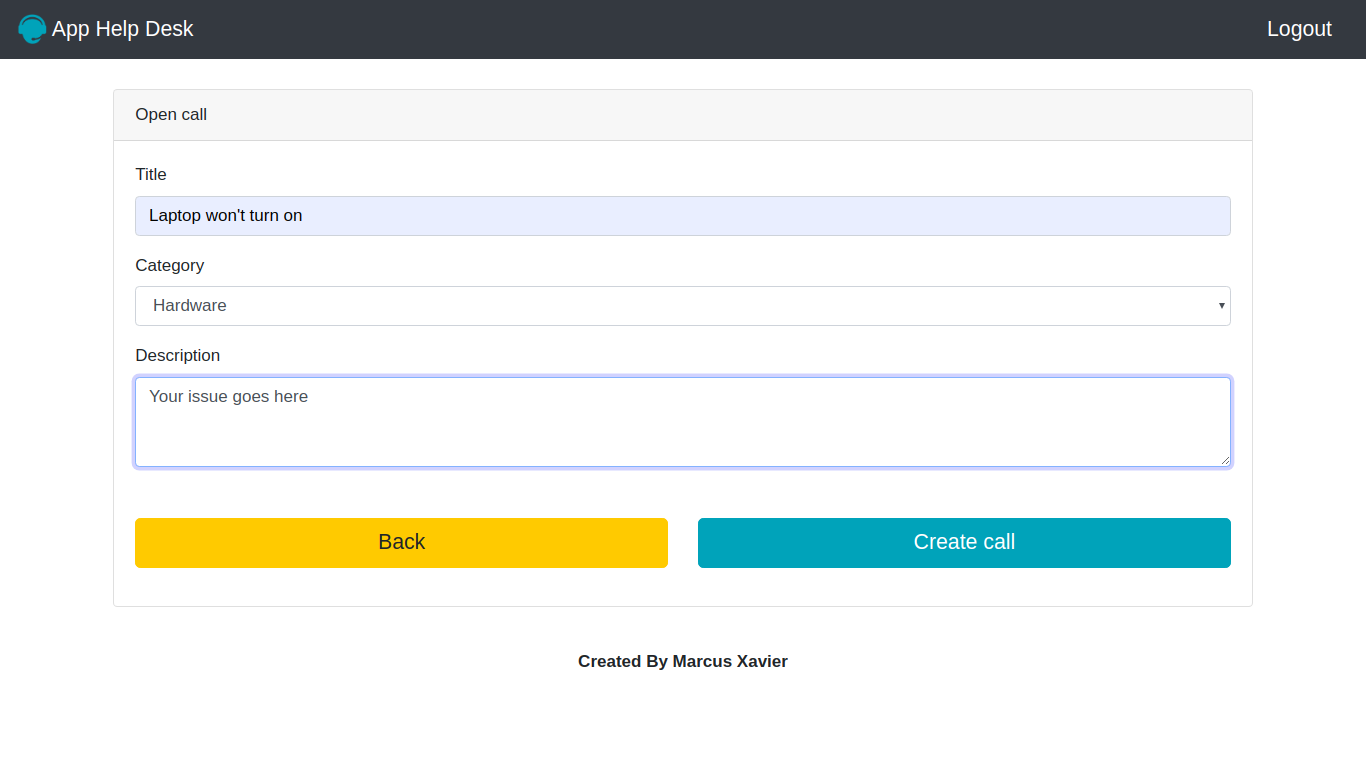 App Help Desk
Logout
Open call
Title
Laptop won't turn on
Category
Hardware
Description
Your issue goes here
Back
Create call
Created By Marcus Xavier